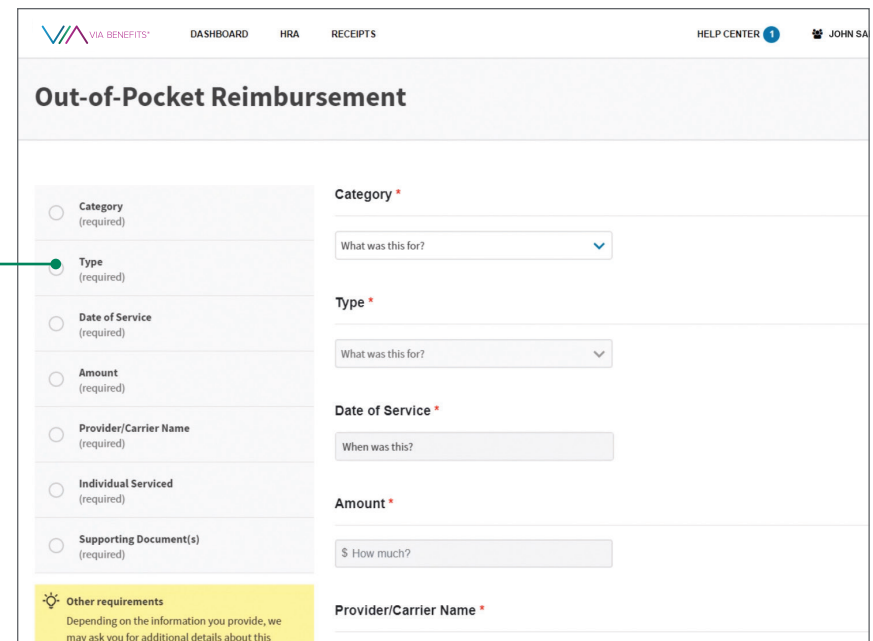 VIA BENEFITS DASHBOARD HRA RECEIPTS HELP CENTER 1 JOHN SA
Out-of-Pocket Reimbursement
Category
(required)
Type
(required)
Date of Service
(required)
Amount
(required)
Provider/Carrier Name
(required)
Individual Serviced
(required)
Supporting Document(s)
(required)
Other requirements
Depending on the information you provide, we
may ask you for additional details about this
Category *
What was this for?
Type *
What was this for?
Date of Service *
When was this?
Amount *
$ How much?
Provider/Carrier Name *